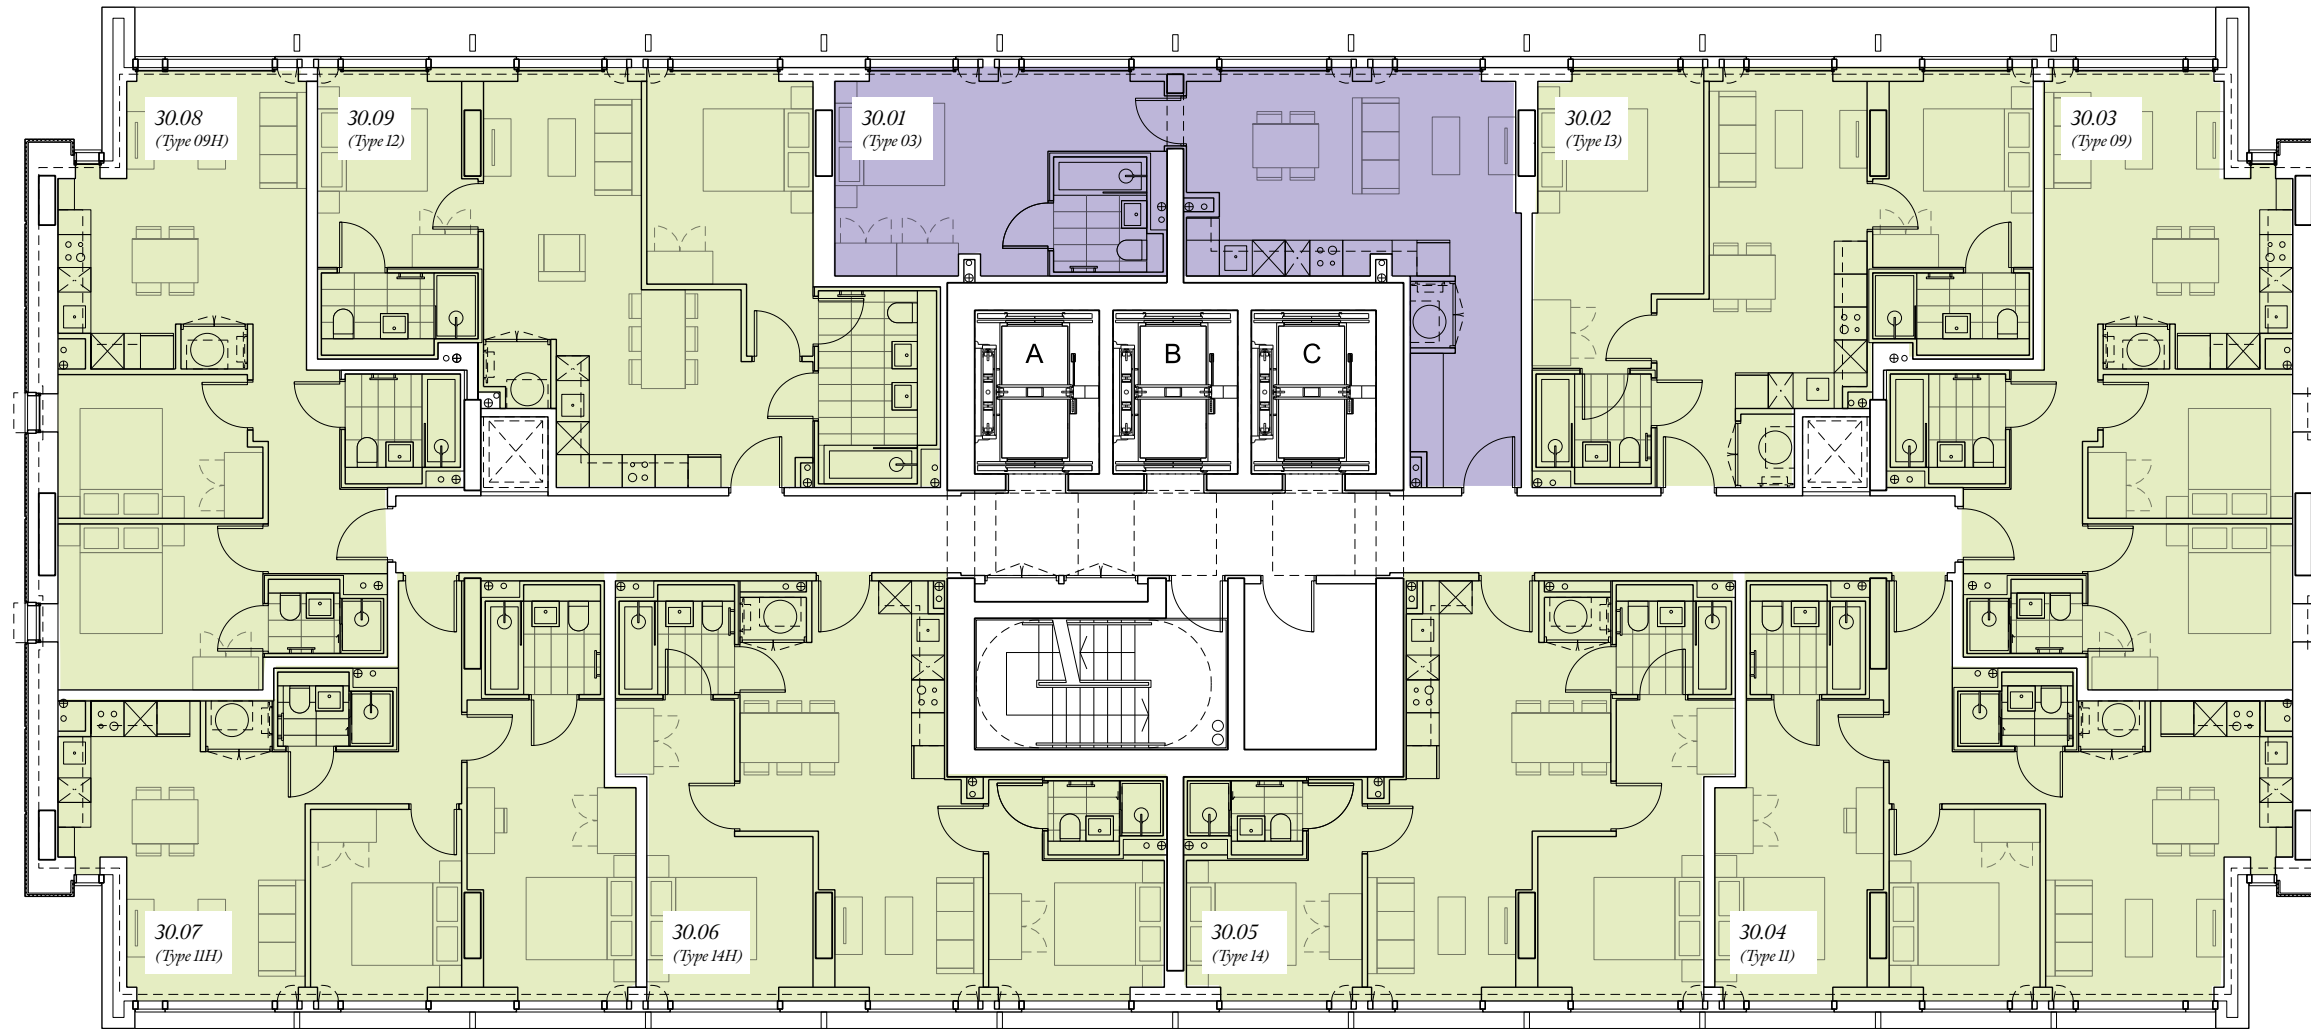 30.08
(Type 09H)
30.09
(Type 12)
30.01
(Type 03)
30.02
(Type 13)
30.03
(Type 09)
A
B
C
30.07
(Type 11H)
30.06
(Type 14H)
30.05
(Type 14)
30.04
(Type 11)